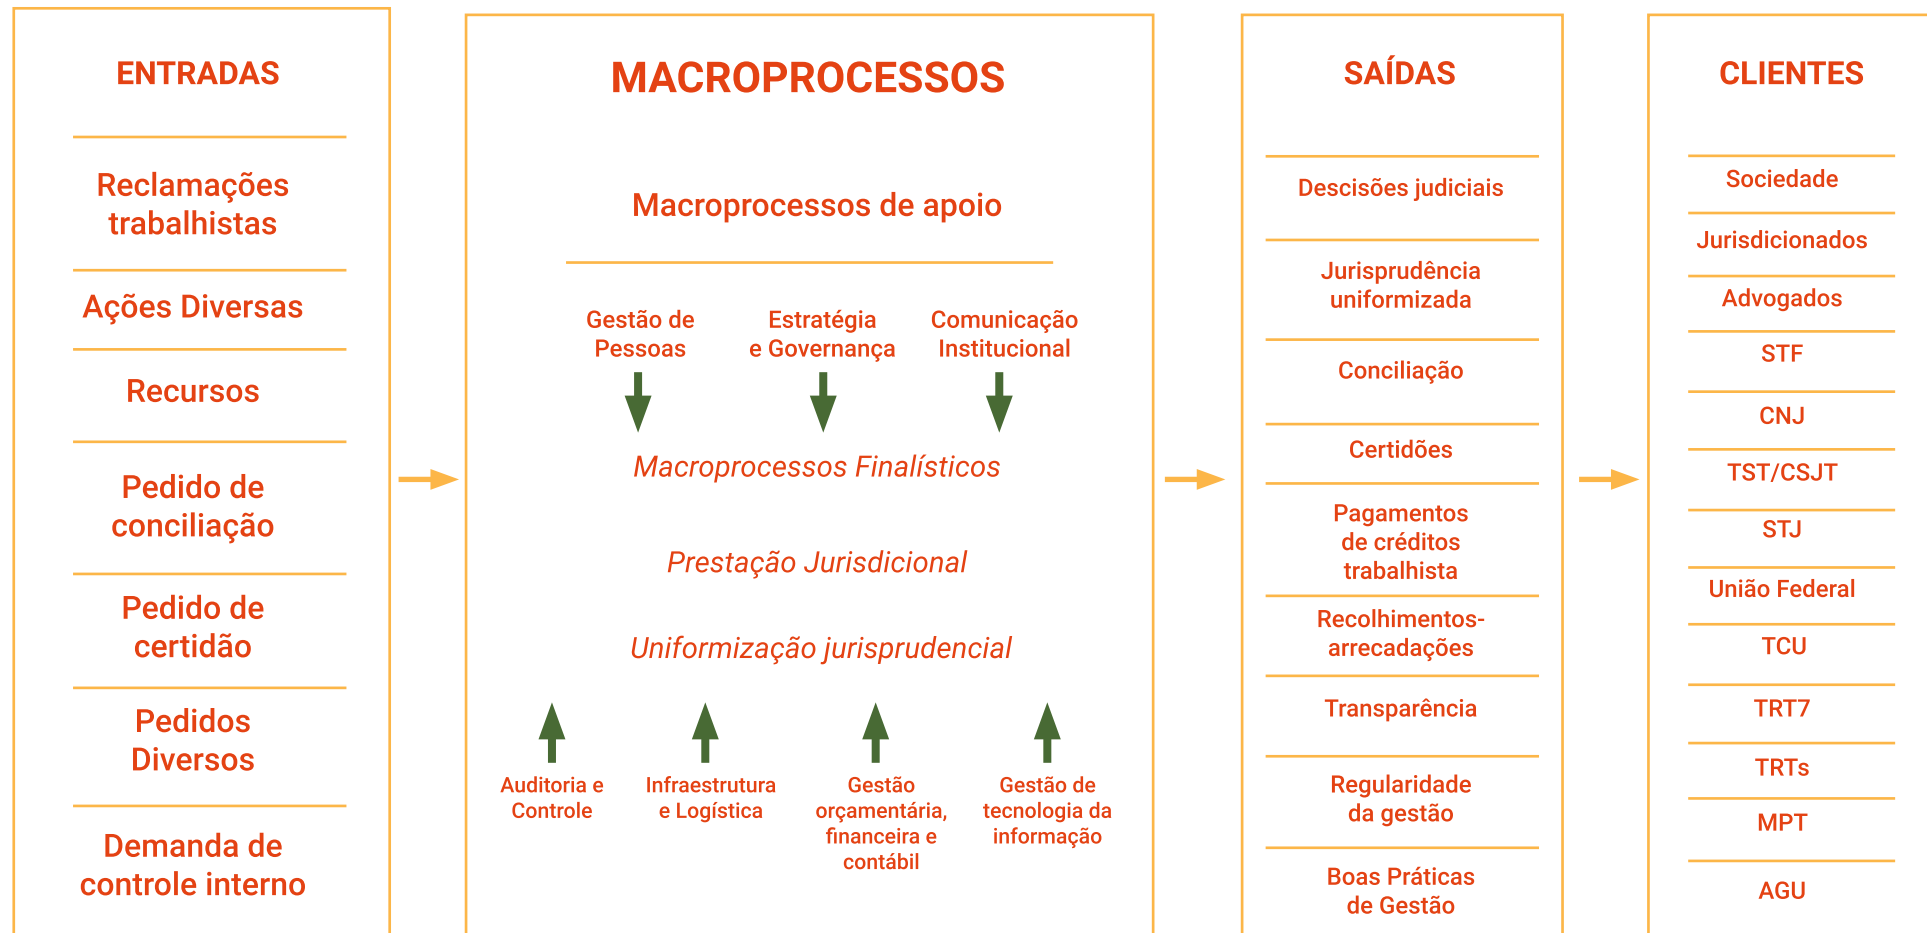 ENTRADAS
Reclamações
trabalhistas
Ações Diversas
Recursos
Pedido de
conciliação
Pedido de
certidão
Pedidos
Diversos
Demanda de
controle interno
MACROPROCESSOS
Macroprocessos de apoio
Gestão de
Pessoas
Estratégia
e Governança
Comunicação
Institucional
Macroprocessos Finalísticos
Prestação Jurisdicional
Uniformização jurisprudencial
Auditoria e
Controle
Infraestrutura
e Logística
Gestão
orçamentária,
financeira e
contábil
Gestão de
tecnologia da
informação
SAÍDAS
Descisões judiciais
Jurisprudência
uniformizada
Conciliação
Certidões
Pagamentos
de créditos
trabalhista
Recolhimentos-
arrecadações
Transparência
Regularidade
da gestão
Boas Práticas
de Gestão
CLIENTES
Sociedade
Jurisdicionados
Advogados
STF
CNJ
TST/CSJT
STJ
União Federal
TCU
TRT7
TRTs
MPT
AGU